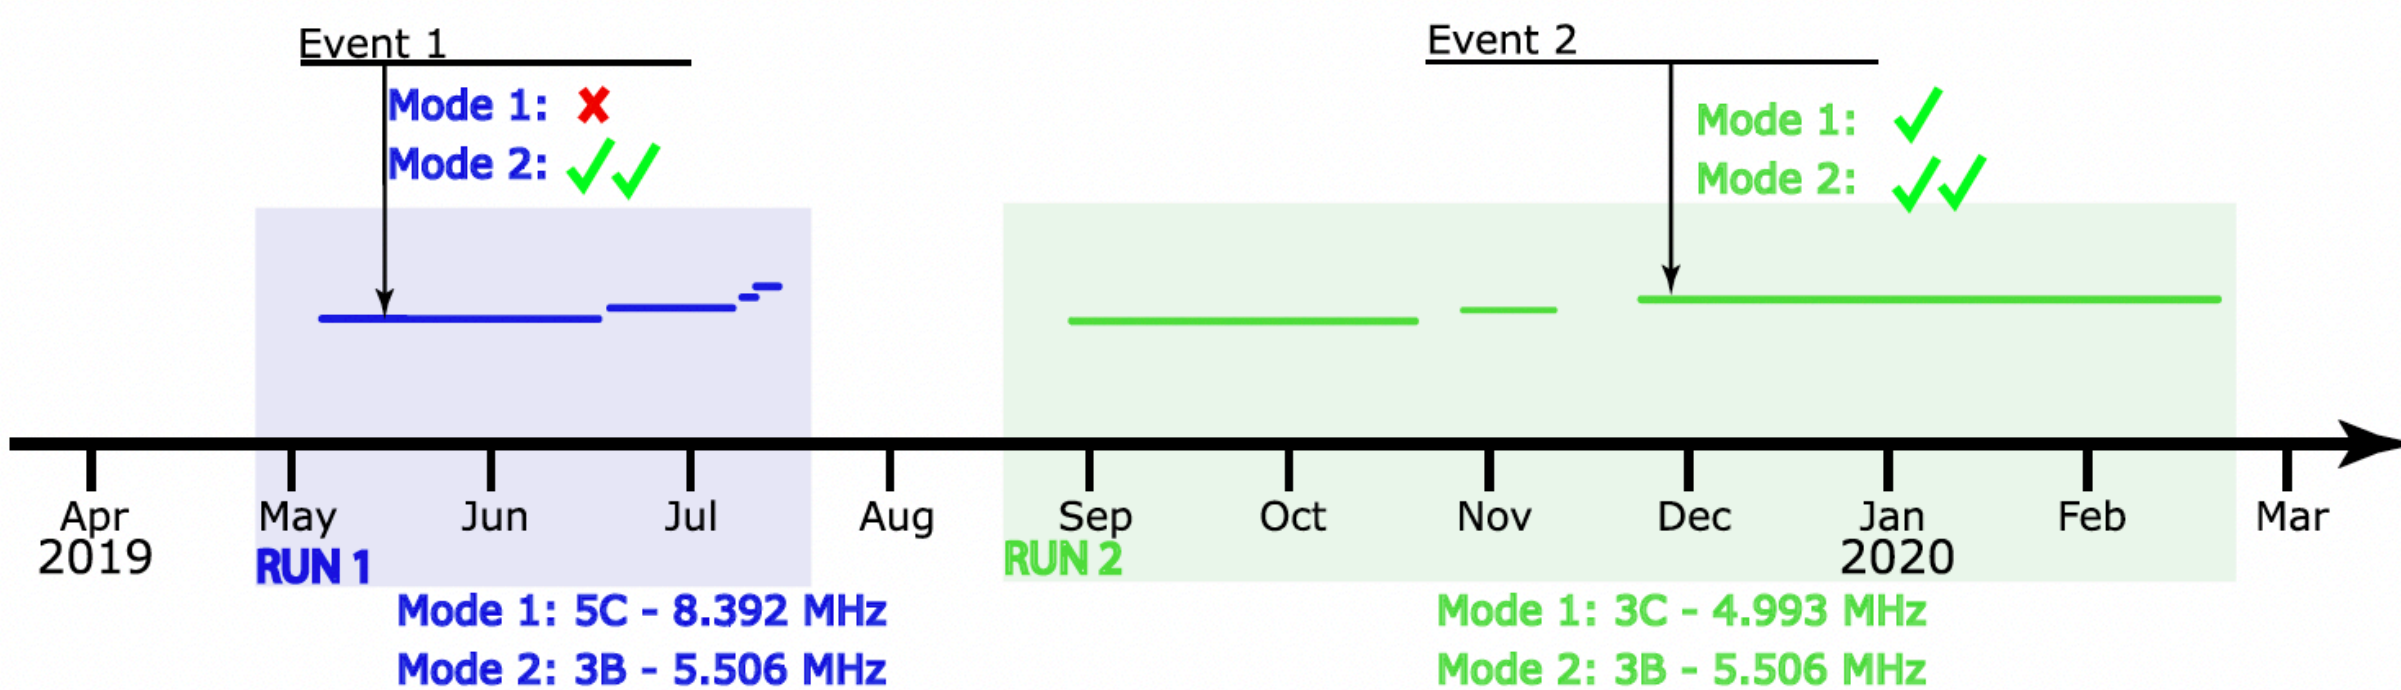 Event 1
Mode 1: ✗
Mode 2: ✓✓
Event 2
Mode 1: ✓
Mode 2: ✓✓
Apr May Jun Jul Aug Sep Oct Nov Dec Jan Feb Mar
2019 2020
RUN 1 RUN 2
Mode 1: 5C - 8.392 MHz
Mode 2: 3B - 5.506 MHz
Mode 1: 3C - 4.993 MHz
Mode 2: 3B - 5.506 MHz